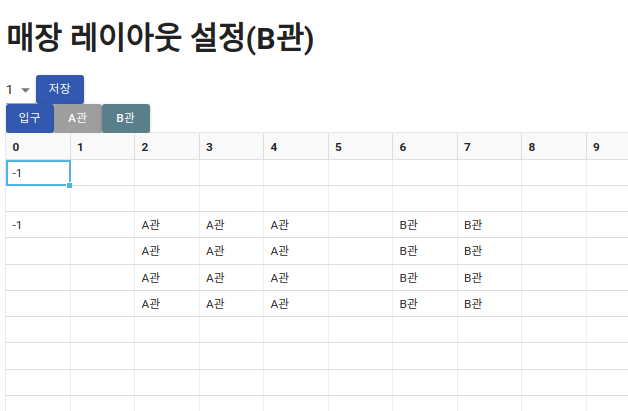 매장 레이아웃 설정(B관)
1 저장
입구 A관 B관
0 1 2 3 4 5 6 7 8 9
-1
-1 A관 A관 A관 B관 B관
A관 A관 A관 B관 B관
A관 A관 A관 B관 B관
A관 A관 A관 B관 B관